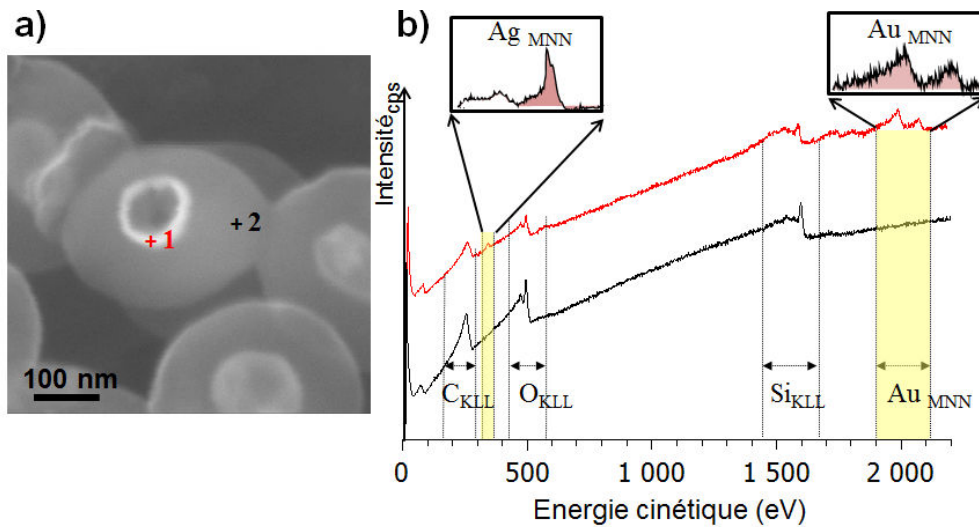 a)
+ 1
+ 2
100 nm
b)
Ag MNN
Au MNN
Intensité cps
C KLL
O KLL
Si KLL
Au MNN
0 500 1 000 1 500 2 000
Energie cinétique (eV)